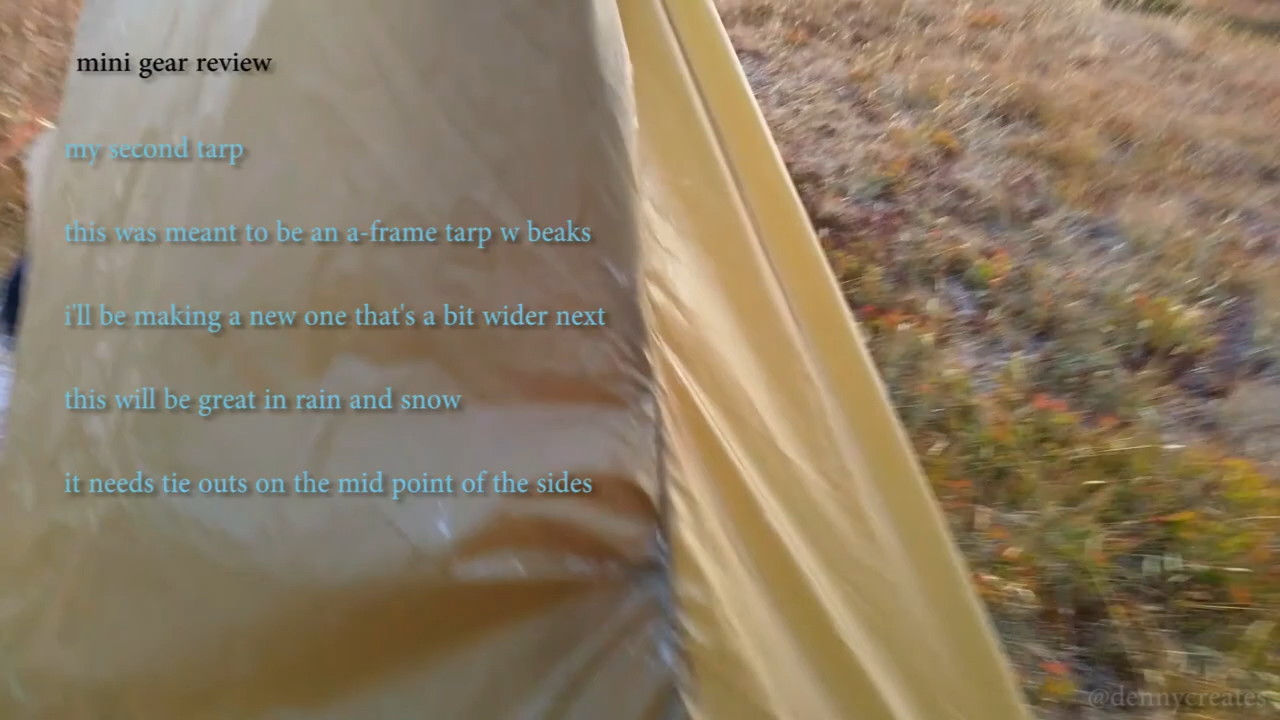 mini gear review
my second tarp
this was meant to be an a-frame tarp w beaks
i'll be making a new one that's a bit wider next
this will be great in rain and snow
it needs tie outs on the mid point of the sides
@dennycreates